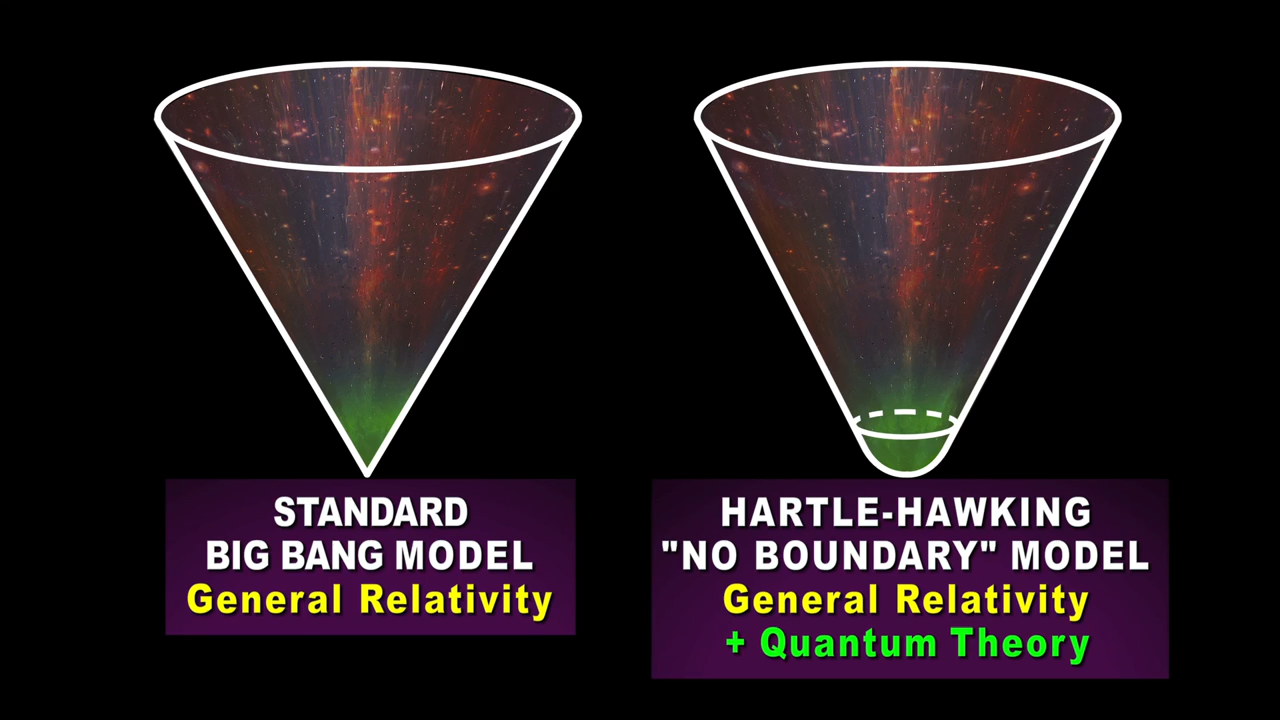 STANDARD
BIG BANG MODEL
General Relativity
HARTLE-HAWKING
"NO BOUNDARY" MODEL
General Relativity
+ Quantum Theory